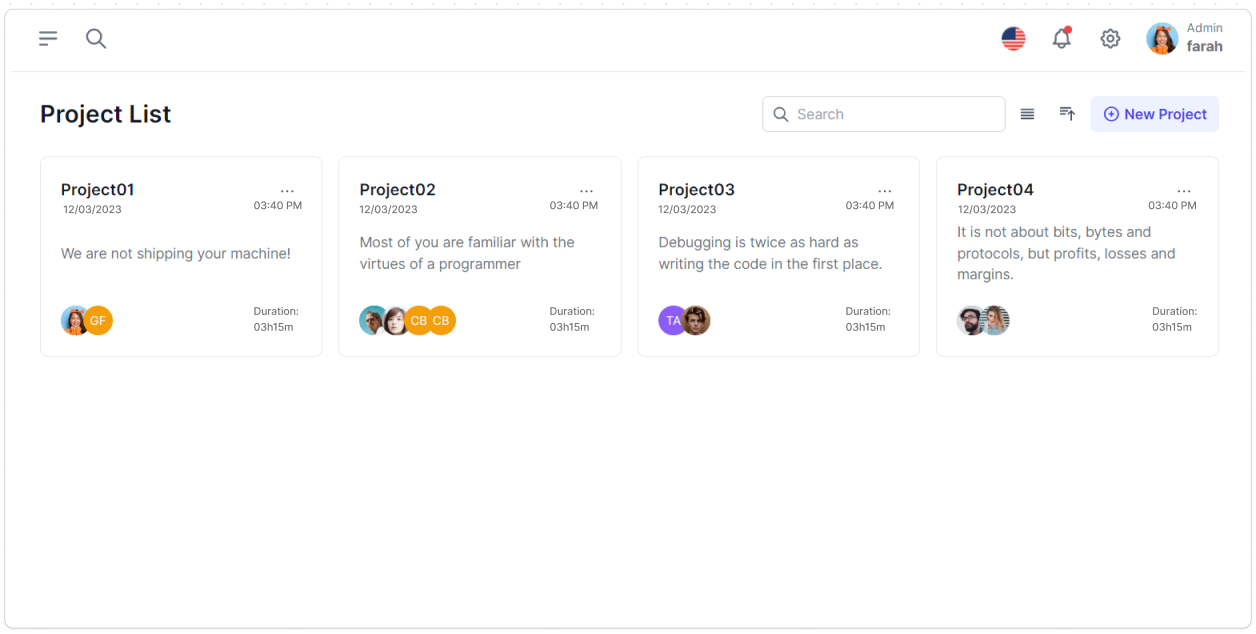 Admin
farah
Project List
Search
New Project
Project01
...
12/03/2023
03:40 PM
We are not shipping your machine!
GF
Duration:
03h15m
Project02
...
12/03/2023
03:40 PM
Most of you are familiar with the
virtues of a programmer
CB CB
Duration:
03h15m
Project03
...
12/03/2023
03:40 PM
Debugging is twice as hard as
writing the code in the first place.
TA
Duration:
03h15m
Project04
...
12/03/2023
03:40 PM
It is not about bits, bytes and
protocols, but profits, losses and
margins.
Duration:
03h15m